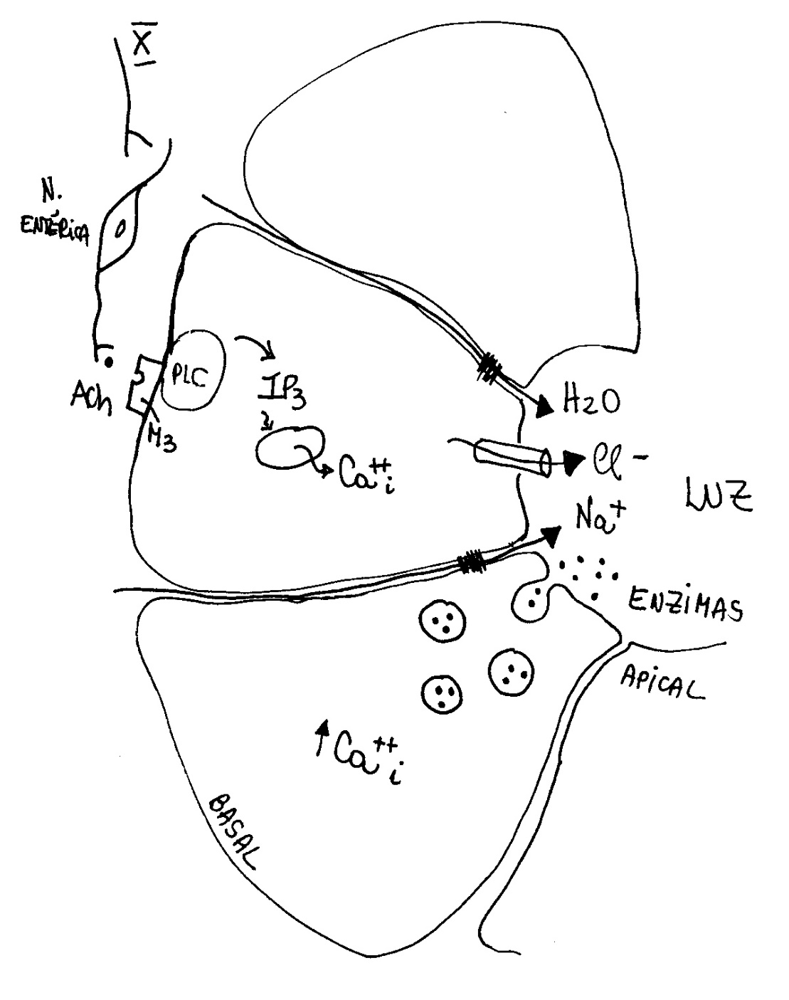 X
N.
ENTÉRICA
PLC
IP3
Ach
M3
Ca++i
H2O
Cl-
LUZ
Na+
ENZIMAS
APICAL
↑Ca++i
BASAL